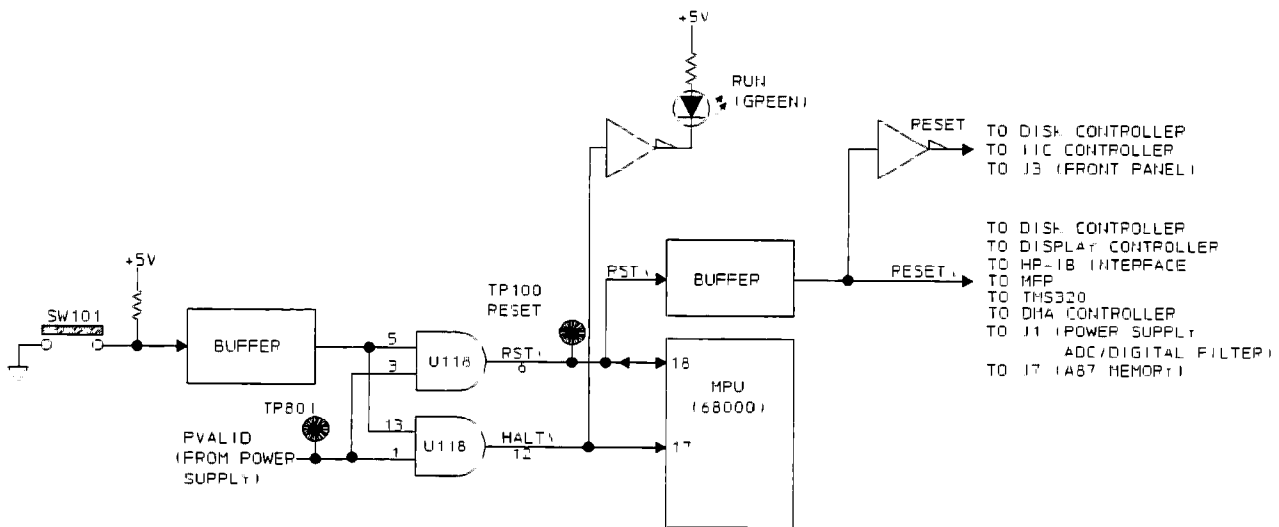 +5V
RUN
(GREEN)
RESET
TO DISK CONTROLLER
TO IIC CONTROLLER
TO J3 (FRONT PANEL)
+5V
SW101
BUFFER
TP100
RESET
RST\
BUFFER
RESET\
TO DISK CONTROLLER
TO DISPLAY CONTROLLER
TO HP-IB INTERFACE
TO MFP
TO TMS320
TO DMA CONTROLLER
TO J1 (POWER SUPPLY
ADC/DIGITAL FILTER)
TO J7 (A87 MEMORY)
5
3
U118
RST\
6
18
MPU
(68000)
TP801
PVALID
(FROM POWER
SUPPLY)
13
1
U118
HALT\
12
17